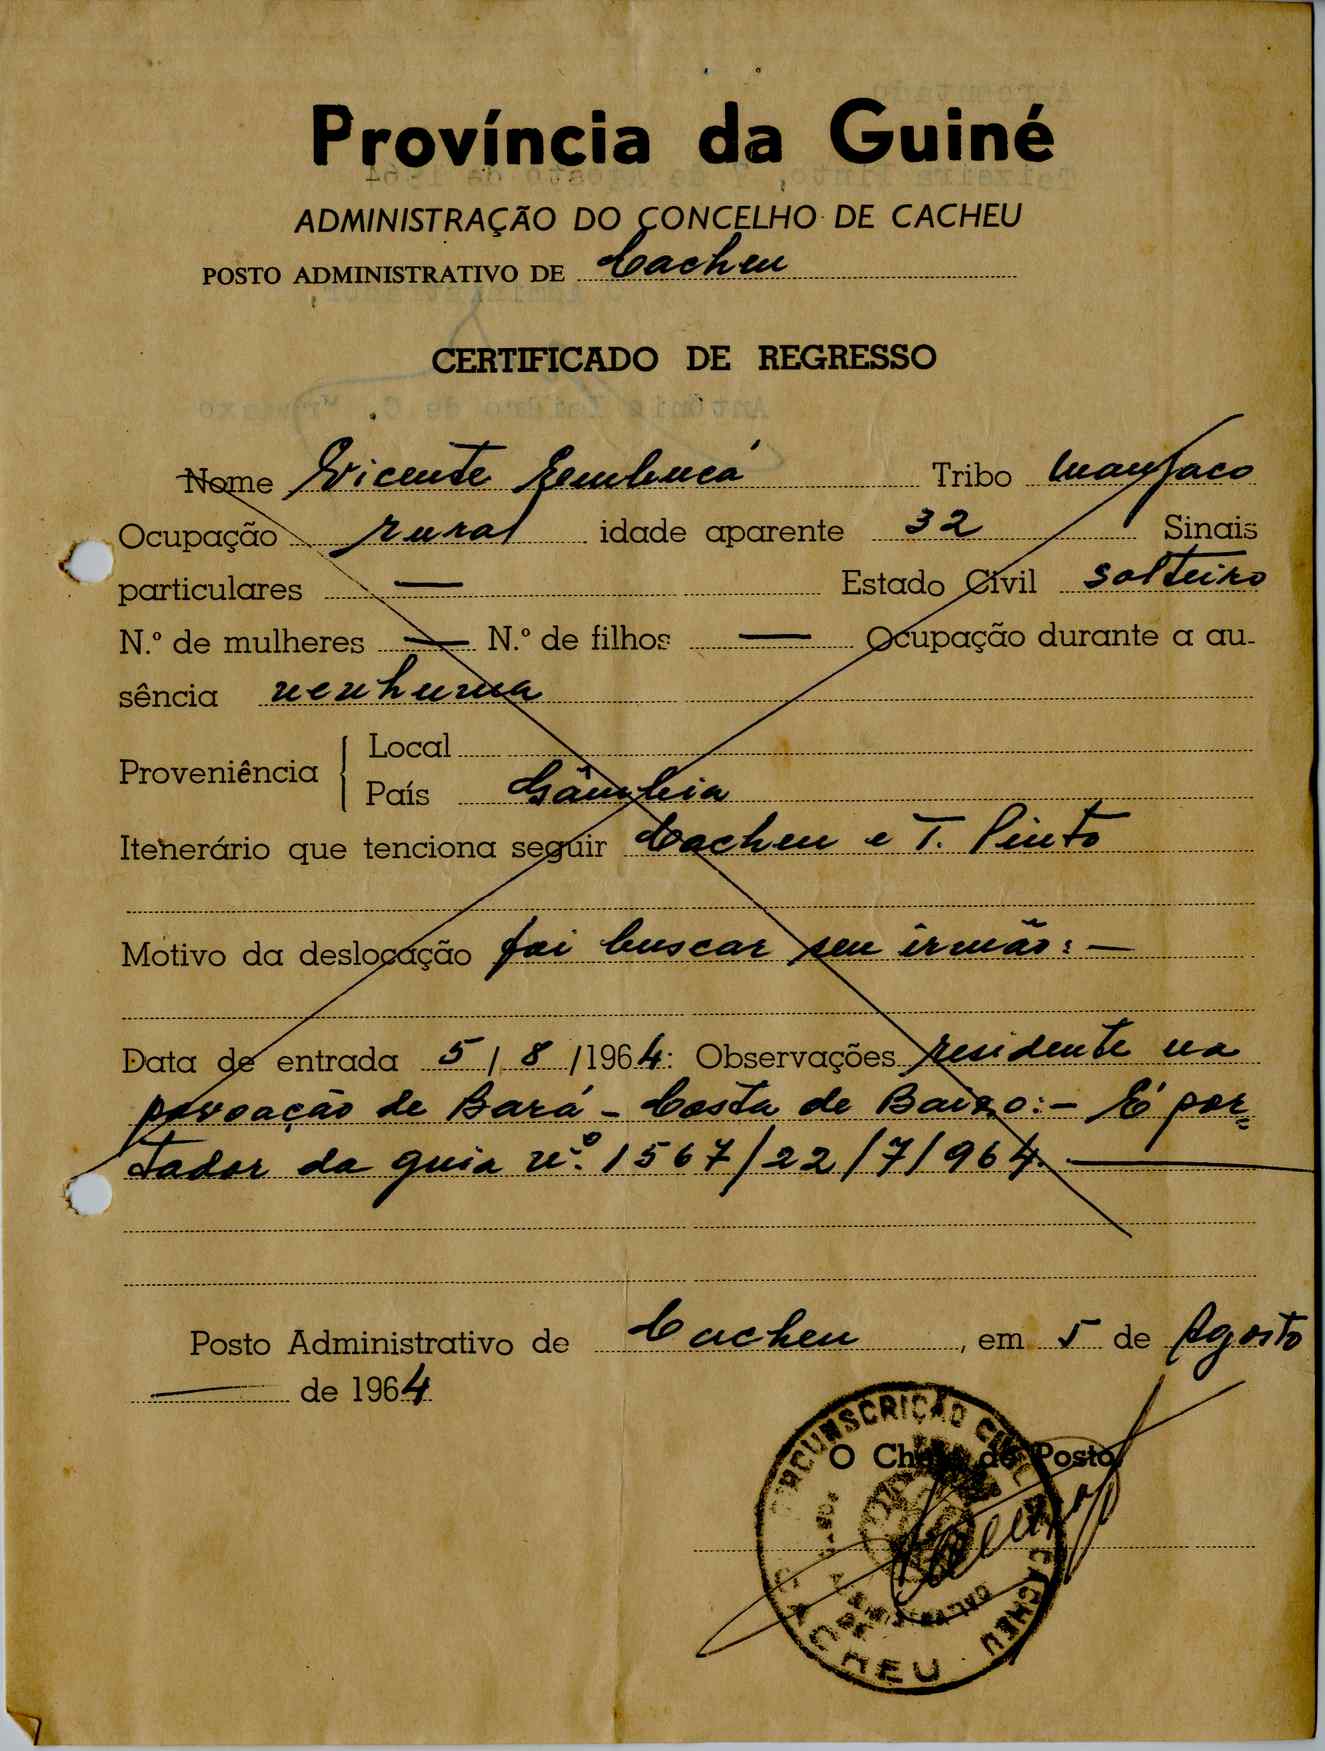 Província da Guiné
ADMINISTRAÇÃO DO CONCELHO DE CACHEU
POSTO ADMINISTRATIVO DE Cacheu
CERTIFICADO DE REGRESSO
Nome Vicente Tribo manjaco
Ocupação rural idade aparente 32 Sinais
particulares — Estado Civil solteiro
N.º de mulheres — N.º de filhos — Ocupação durante a au-
sência nenhuma
Proveniência { Local
País Gâmbia
Itenerário que tenciona seguir Cacheu e T. Pinto
Motivo da deslocação foi buscar seu irmão: —
Data de entrada 5 / 8 /1964: Observações residente na
povoação de Bará - Costa de Baixo: - É por=
tador da guia n.º 1567/22/7/964. —
Posto Administrativo de Cacheu, em 5 de Agosto
— de 1964
O Chefe do Posto
CIRCUNSCRIÇÃO CIVIL DE CACHEU
CACHEU